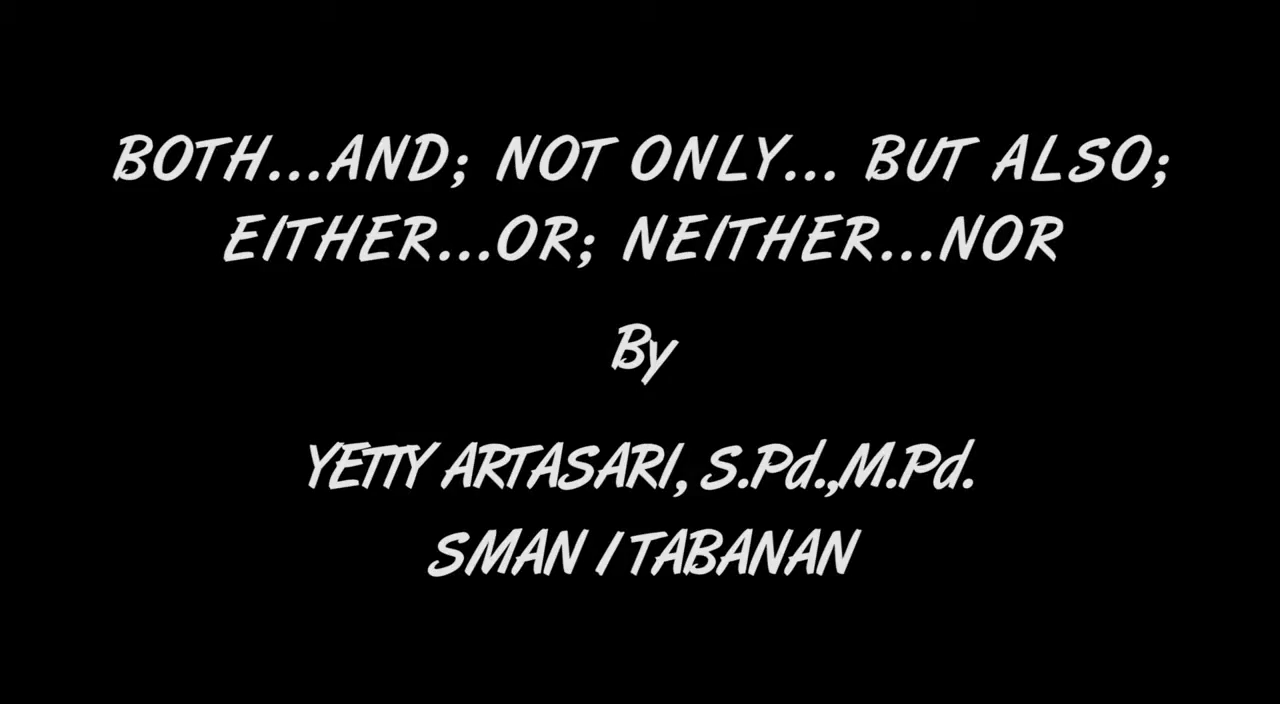 BOTH...AND; NOT ONLY... BUT ALSO;
EITHER...OR; NEITHER...NOR
By
YETTY ARTASARI, S.Pd.,M.Pd.
SMAN 1 TABANAN